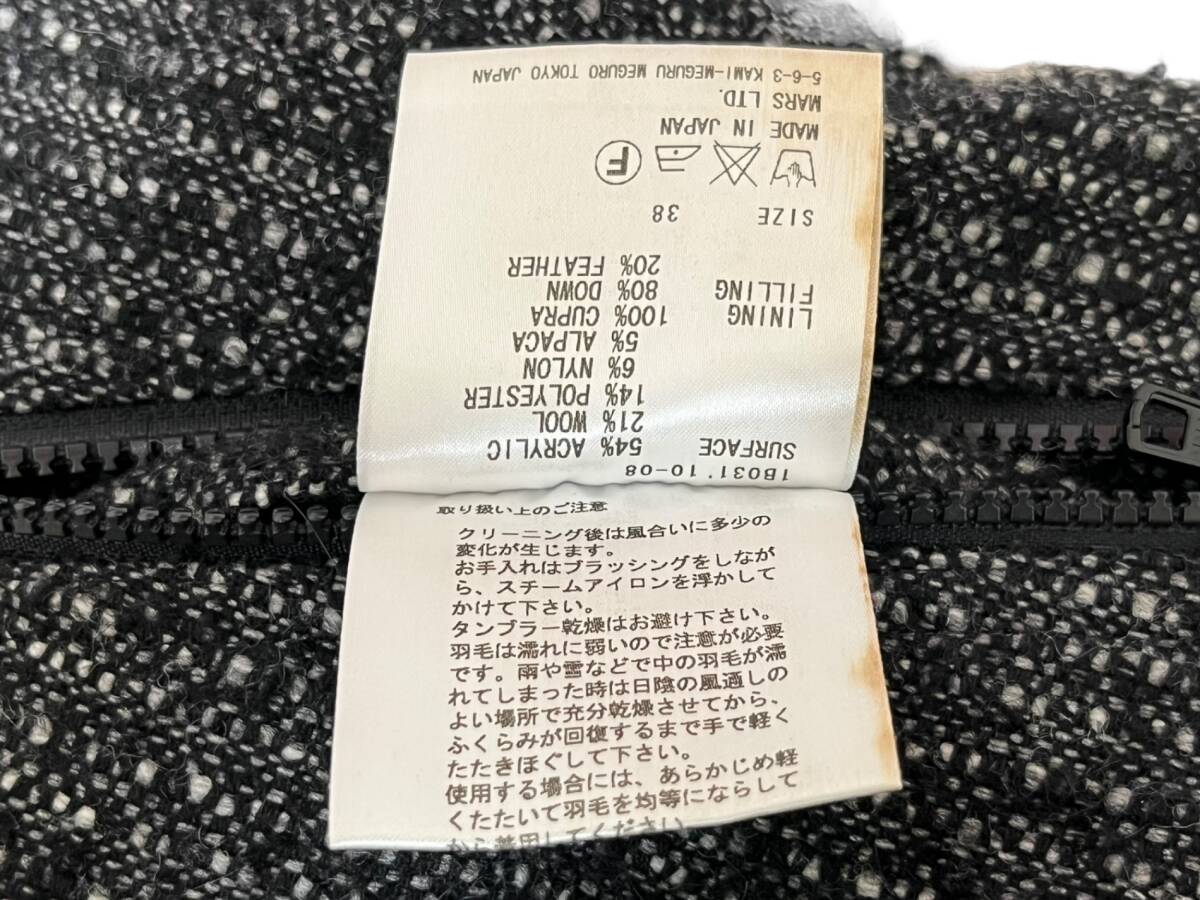 1B031'10-08
SURFACE 54% ACRYLIC
21% WOOL
14% POLYESTER
6% NYLON
5% ALPACA
LINING 100% CUPRA
FILLING 80% DOWN
20% FEATHER
SIZE 38
F
MADE IN JAPAN
MARS LTD.
5-6-3 KAMI-MEGURU MEGURO TOKYO JAPAN
取り扱い上のご注意
クリーニング後は風合いに多少の
変化が生じます。
お手入れはブラッシングをしなが
ら、スチームアイロンを浮かして
かけて下さい。
タンブラー乾燥はお避け下さい。
羽毛は濡れに弱いので注意が必要
です。雨や雪などで中の羽毛が濡
れてしまった時は日陰の風通しの
よい場所で充分乾燥させてから、
ふくらみが回復するまで手で軽く
たたきほぐして下さい。
使用する場合には、あらかじめ軽
くたたいて羽毛を均等にならして
から着用してください